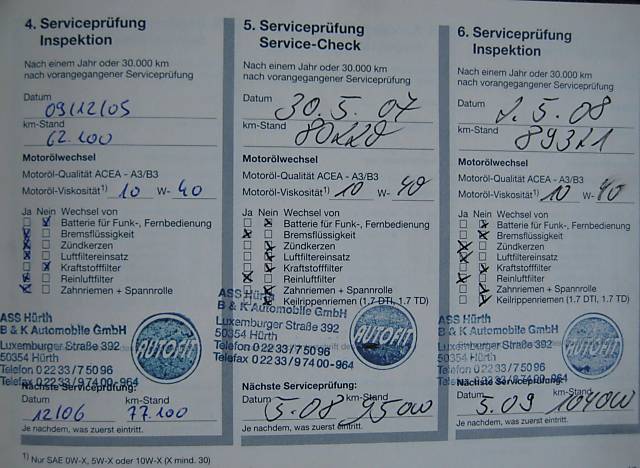 4. Serviceprüfung
Inspektion
Nach einem Jahr oder 30.000 km
nach vorangegangener Serviceprüfung
Datum
09/12/05
km-Stand
62.100
Motorölwechsel
Motoröl-Qualität ACEA - A3/B3
Motoröl-Viskosität1) 10 W- 40
Ja Nein Wechsel von
Batterie für Funk-, Fernbedienung
Bremsflüssigkeit
Zündkerzen
Luftfiltereinsatz
Kraftstofffilter
Reinluftfilter
Zahnriemen + Spannrolle
ASS Hürth
B & K Automobile GmbH
Luxemburger Straße 392
50354 Hürth
Telefon 0 22 33/7 50 96
Telefax 0 22 33/9 74 00-964
AUTOFIT
Nächste Serviceprüfung:
Datum km-Stand
12/06 77.100
Je nachdem, was zuerst eintritt.
5. Serviceprüfung
Service-Check
Nach einem Jahr oder 30.000 km
nach vorangegangener Serviceprüfung
Datum 30.5.07
km-Stand 80220
Motorölwechsel
Motoröl-Qualität ACEA - A3/B3
Motoröl-Viskosität1) 10 W- 40
Ja Nein Wechsel von
Batterie für Funk-, Fernbedienung
Bremsflüssigkeit
Zündkerzen
Luftfiltereinsatz
Kraftstofffilter
Reinluftfilter
Zahnriemen + Spannrolle
Keilrippenriemen (1.7 DTI, 1.7 TD)
ASS Hürth
B & K Automobile GmbH
Luxemburger Straße 392
50354 Hürth
Telefon 0 22 33/7 50 96
Telefax 0 22 33/9 74 00-964
AUTOFIT
Nächste Serviceprüfung:
Datum 5.08 km-Stand 95000
Je nachdem, was zuerst eintritt.
6. Serviceprüfung
Inspektion
Nach einem Jahr oder 30.000 km
nach vorangegangener Serviceprüfung
Datum 2.5.08
km-Stand 89321
Motorölwechsel
Motoröl-Qualität ACEA - A3/B3
Motoröl-Viskosität1) 10 W- 40
Ja Nein Wechsel von
Batterie für Funk-, Fernbedienung
Bremsflüssigkeit
Zündkerzen
Luftfiltereinsatz
Kraftstofffilter
Reinluftfilter
Zahnriemen + Spannrolle
Keilrippenriemen (1.7 DTI, 1.7 TD)
ASS Hürth
B & K Automobile GmbH
Luxemburger Straße 392
50354 Hürth
Telefon 0 22 33/7 50 96
Telefax 0 22 33/9 74 00-964
AUTOFIT
Nächste Serviceprüfung:
Datum 5.09 km-Stand 104000
Je nachdem, was zuerst eintritt.
1) Nur SAE 0W-X, 5W-X oder 10W-X (X mind. 30)